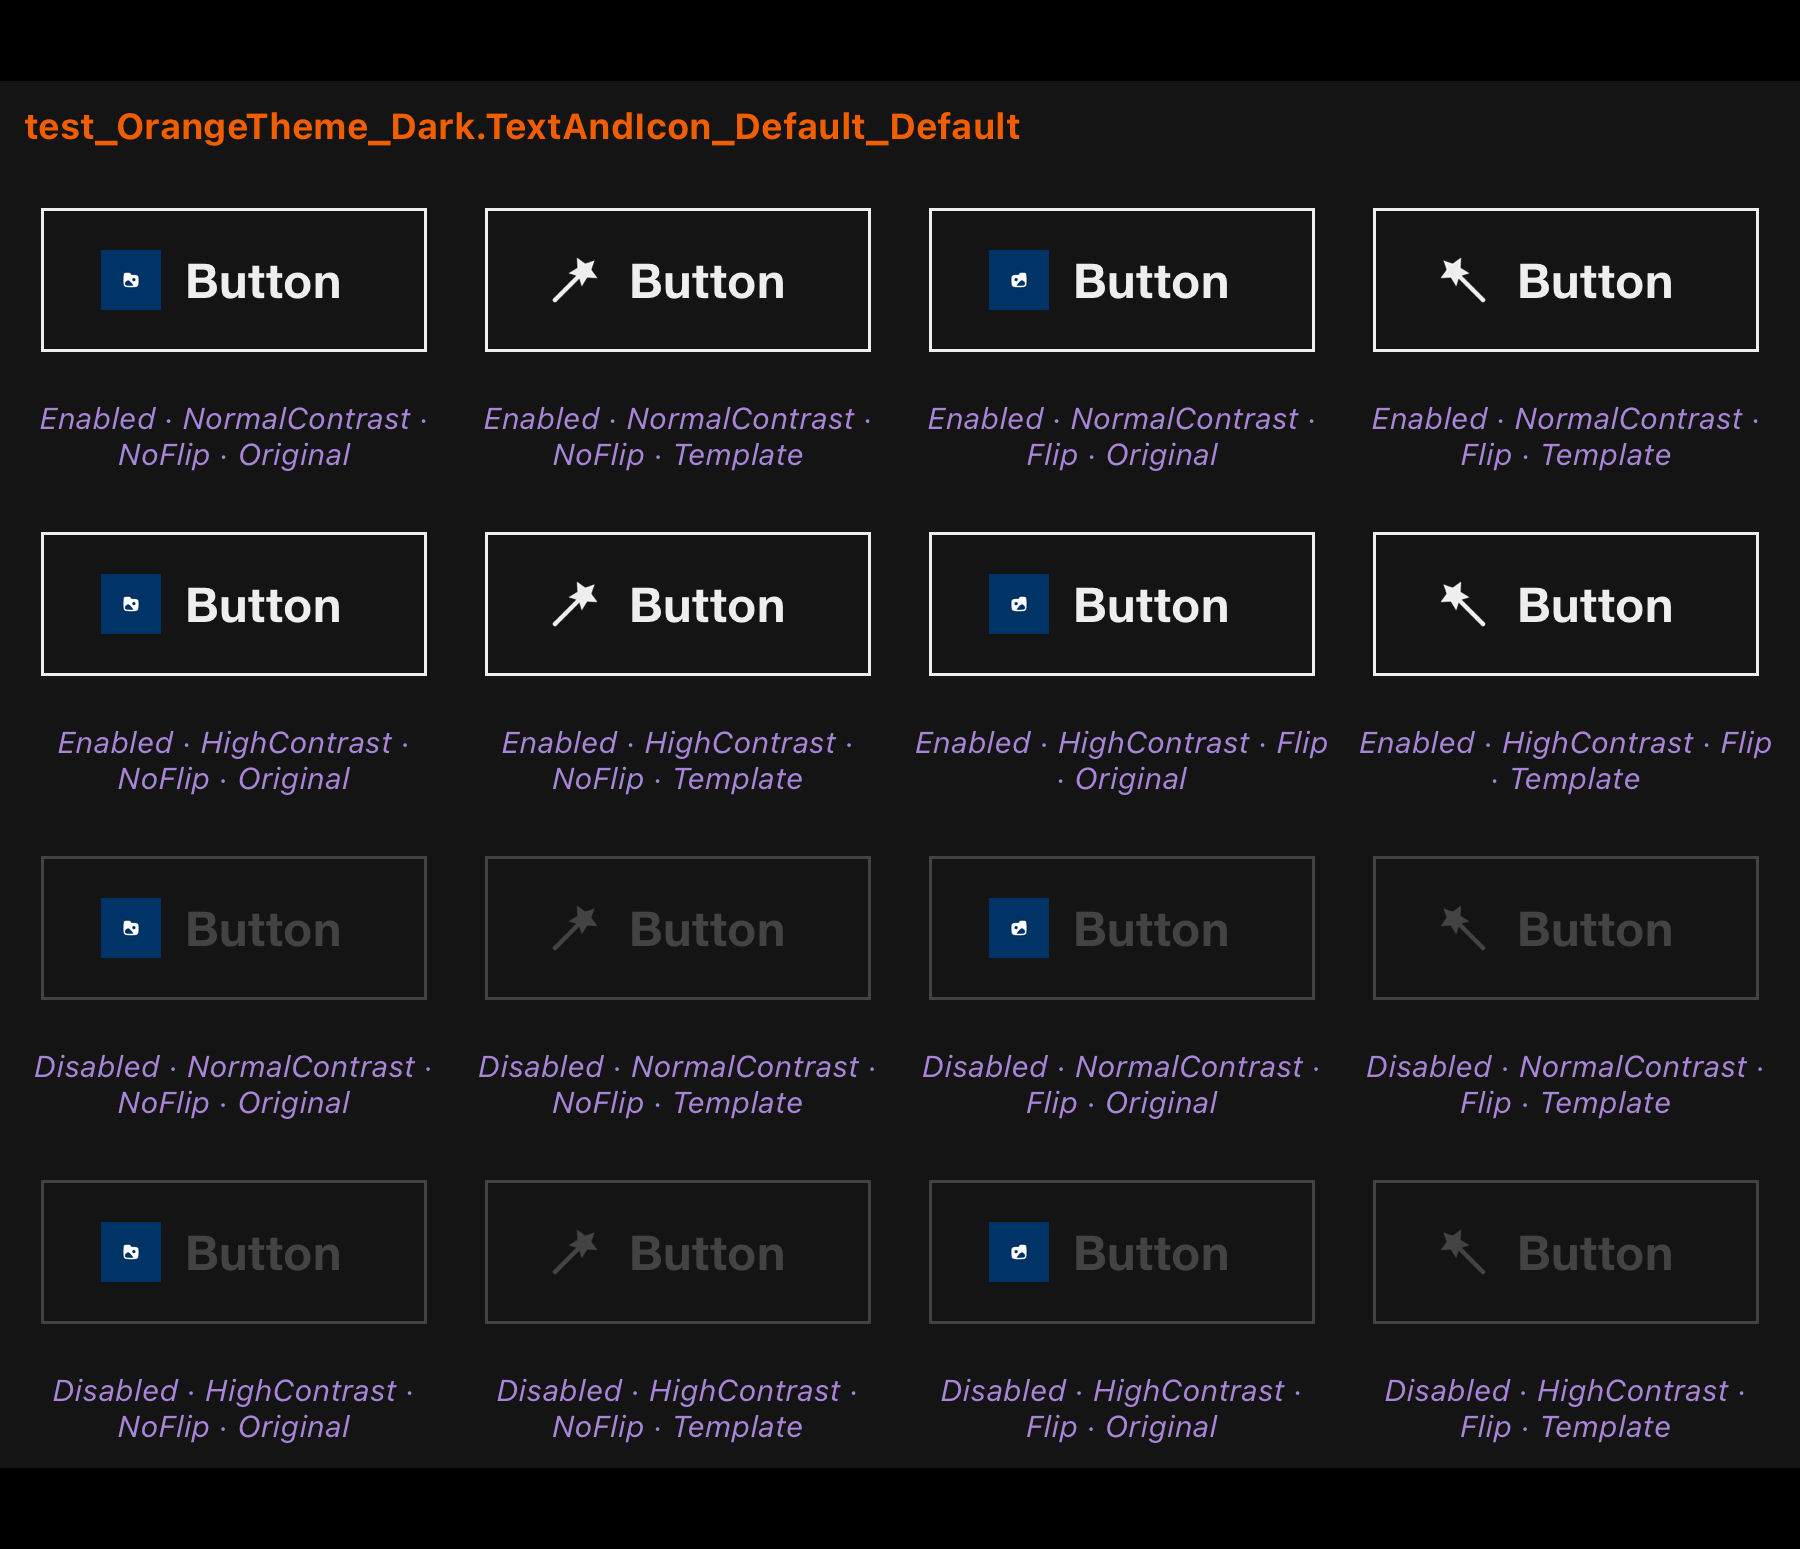 test_OrangeTheme_Dark.TextAndIcon_Default_Default
Button Button Button Button
Enabled · NormalContrast · Enabled · NormalContrast · Enabled · NormalContrast · Enabled · NormalContrast ·
NoFlip · Original NoFlip · Template Flip · Original Flip · Template
Button Button Button Button
Enabled · HighContrast · Enabled · HighContrast · Enabled · HighContrast · Flip Enabled · HighContrast · Flip
NoFlip · Original NoFlip · Template · Original · Template
Button Button Button Button
Disabled · NormalContrast · Disabled · NormalContrast · Disabled · NormalContrast · Disabled · NormalContrast ·
NoFlip · Original NoFlip · Template Flip · Original Flip · Template
Button Button Button Button
Disabled · HighContrast · Disabled · HighContrast · Disabled · HighContrast · Disabled · HighContrast ·
NoFlip · Original NoFlip · Template Flip · Original Flip · Template